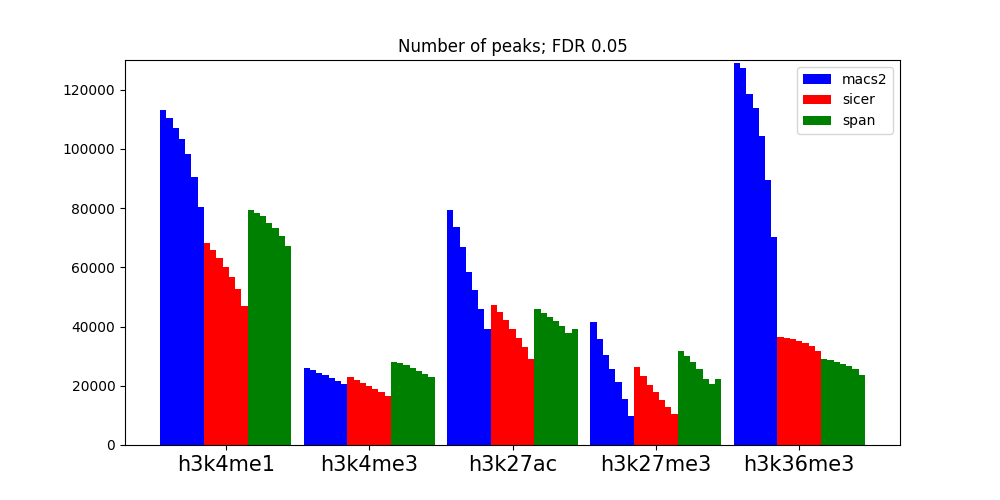 Number of peaks; FDR 0.05
120000
100000
80000
60000
40000
20000
0
macs2
sicer
span
h3k4me1 h3k4me3 h3k27ac h3k27me3 h3k36me3